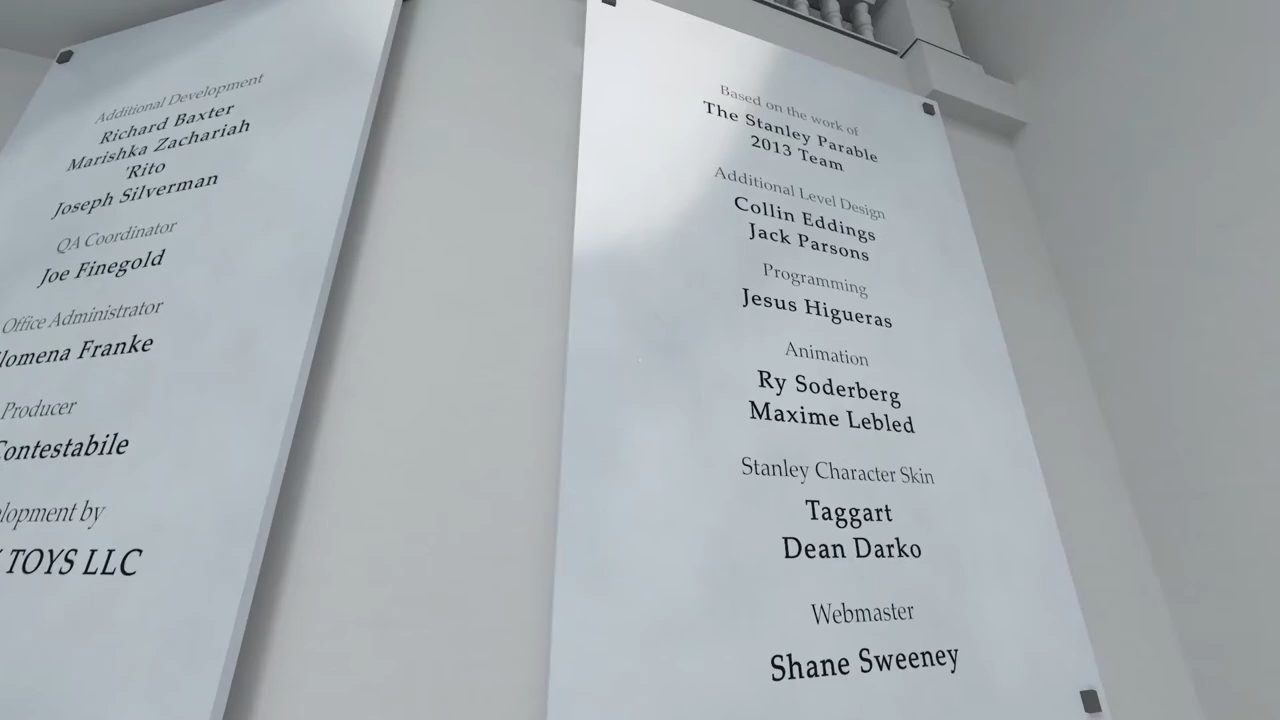 Additional Development
Richard Baxter
Marishka Zachariah
'Rito
Joseph Silverman
QA Coordinator
Joe Finegold
Office Administrator
Franke
Producer
Contestabile
by
TOYS LLC
Based on the work of
The Stanley Parable
2013 Team
Additional Level Design
Collin Eddings
Jack Parsons
Programming
Jesus Higueras
Animation
Ry Soderberg
Maxime Lebled
Stanley Character Skin
Taggart
Dean Darko
Webmaster
Shane Sweeney